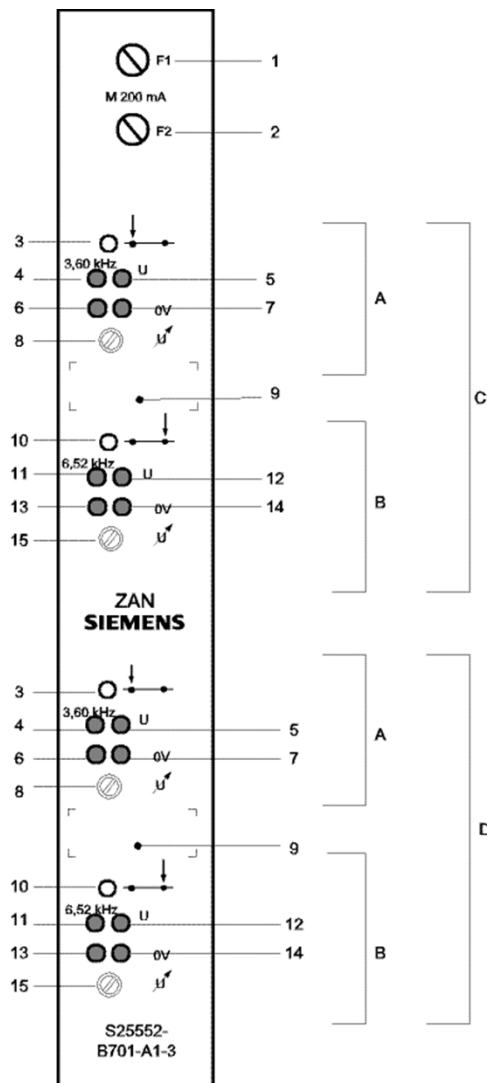 F1 1
M 200 mA
F2 2
3
3,60 kHz U
4 5
6 0V 7
8 U
A
9
C
10
6,52 kHz U
11 12
13 0V 14
15 U
B
ZAN
SIEMENS
3
3,60 kHz U
4 5
6 0V 7
8 U
A
9
D
10
6,52 kHz U
11 12
13 0V 14
15 U
B
S25552-
B701-A1-3